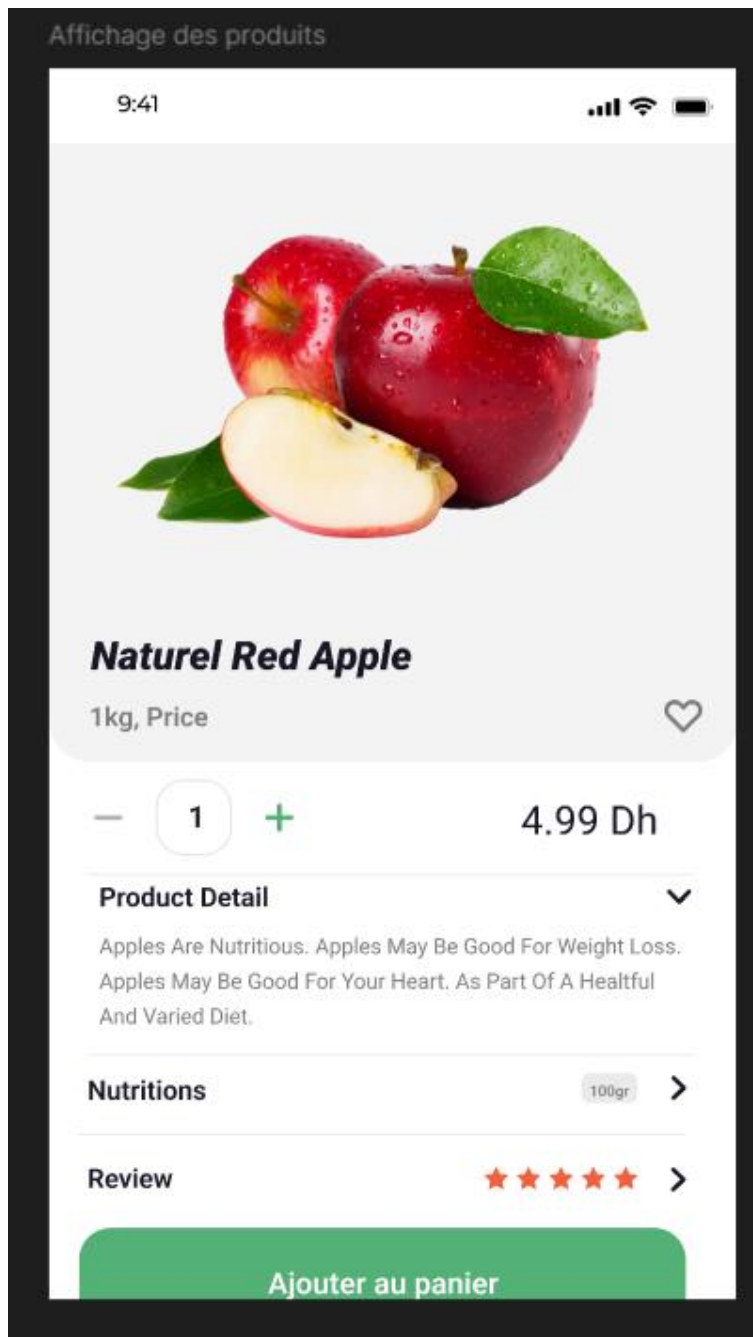 Affichage des produits
9:41
Naturel Red Apple
1kg, Price
1
4.99 Dh
Product Detail
Apples Are Nutritious. Apples May Be Good For Weight Loss.
Apples May Be Good For Your Heart. As Part Of A Healtful
And Varied Diet.
Nutritions 100gr
Review
Ajouter au panier